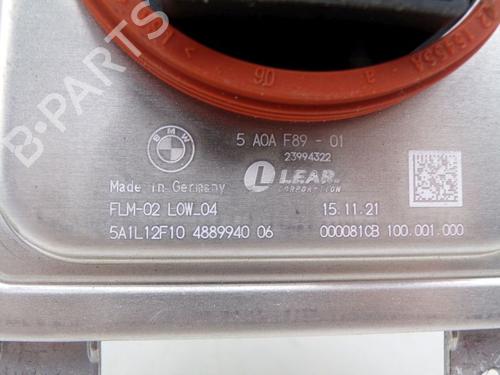 BMW
5 A0A F89 - 01
23994322
LEAR
CORPORATION
Made in Germany
FLM-02 LOW_04
15.11.21
5A1L12F10 4889940 06
000081CB 100.001.000